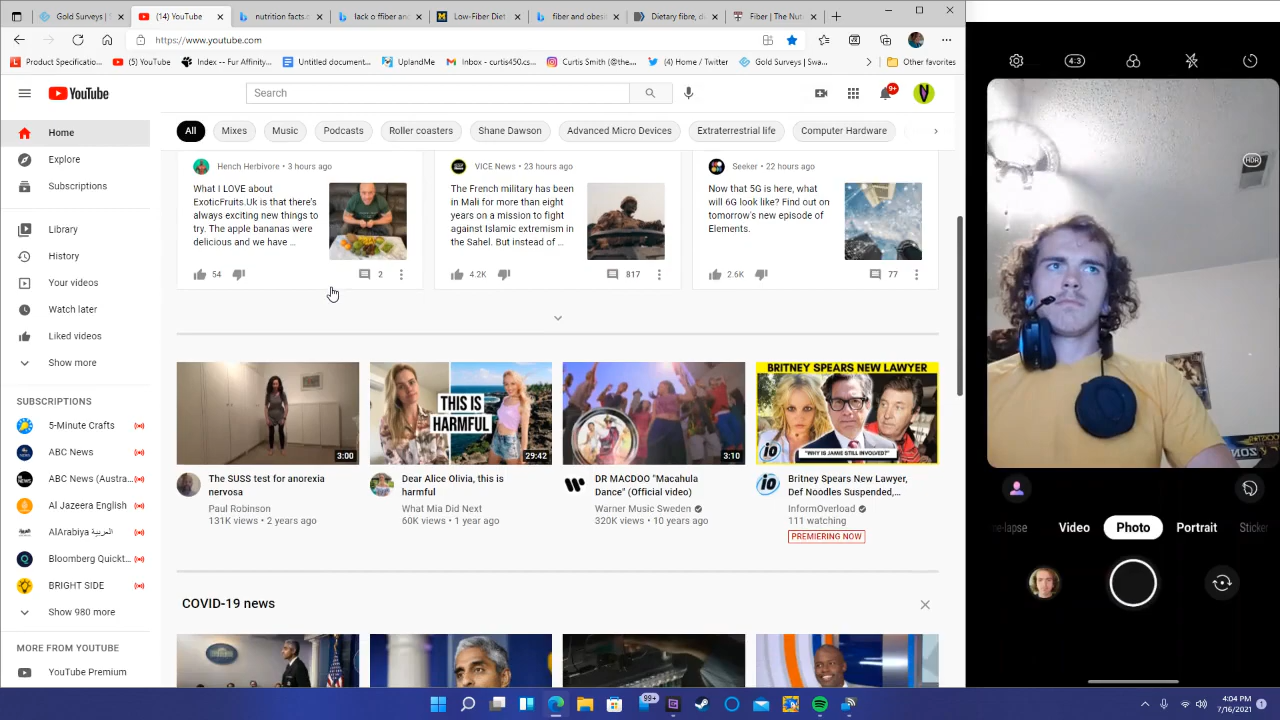 Gold Surveys |
(14) YouTube
nutrition facts.
lack o ffiber and
Low-Fiber Diet
fiber and obes
Dietary fibre,
Fiber | The Nut
https://www.youtube.com
Product Specificatio...
(5) YouTube
Index -- Fur Affinity
Untitled document...
UplandMe
Inbox - curtis450.cs...
Curtis Smith (@the...
(4) Home / Twitter
Gold Surveys | Swa...
Other favorites
YouTube
Search
9+
Home
Explore
Subscriptions
Library
History
Your videos
Watch later
Liked videos
Show more
SUBSCRIPTIONS
5-Minute Crafts
ABC News
ABC News (Austra...
Al Jazeera English
AlArabiya العربية
Bloomberg Quickt...
BRIGHT SIDE
Show 980 more
MORE FROM YOUTUBE
YouTube Premium
All
Mixes
Music
Podcasts
Roller coasters
Shane Dawson
Advanced Micro Devices
Extraterrestrial life
Computer Hardware
Hench Herbivore • 3 hours ago
What I LOVE about
ExoticFruits.Uk is that there's
always exciting new things to
try. The apple bananas were
delicious and we have ...
54
2
VICE News • 23 hours ago
The French military has been
in Mali for more than eight
years on a mission to fight
against Islamic extremism in
the Sahel. But instead of ...
4.2K
817
Seeker • 22 hours ago
Now that 5G is here, what
will 6G look like? Find out on
tomorrow's new episode of
Elements.
2.6K
77
3:00
The SUSS test for anorexia
nervosa
Paul Robinson
131K views • 2 years ago
THIS IS
HARMFUL
29:42
Dear Alice Olivia, this is
harmful
What Mia Did Next
60K views • 1 year ago
3:10
DR MACDOO "Macahula
Dance" (Official video)
Warner Music Sweden
320K views • 10 years ago
BRITNEY SPEARS NEW LAWYER
"WHY IS JAMIE STILL INVOLVED?"
io
Britney Spears New Lawyer,
Def Noodles Suspended,...
InformOverload
111 watching
PREMIERING NOW
COVID-19 news
4:3
HDR
ZON
e-lapse
Video
Photo
Portrait
Sticker
99+
4:04 PM
7/16/2021